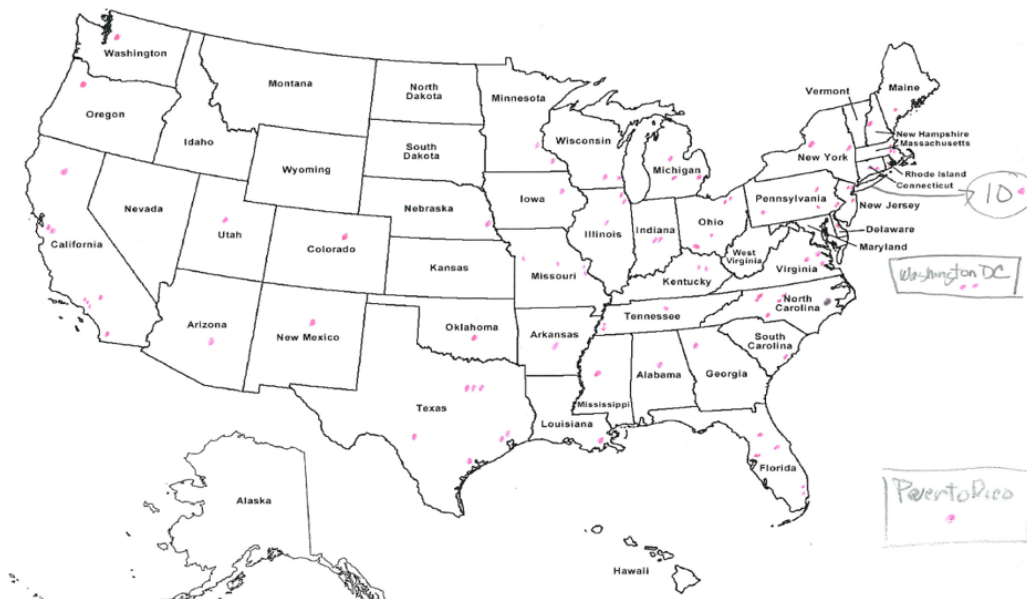 Washington
Montana
North
Dakota
Minnesota
Vermont
Maine
Oregon
Idaho
Wisconsin
South
Dakota
Michigan
New York
New Hampshire
Massachusetts
Wyoming
Rhode Island
Connecticut
10
Iowa
Pennsylvania
New Jersey
Nevada
Nebraska
Utah
Illinois
Indiana
Ohio
Delaware
California
Colorado
Maryland
West
Virginia
Kansas
Missouri
Virginia
Washington DC
Kentucky
North
Carolina
Tennessee
Arizona
New Mexico
Oklahoma
Arkansas
South
Carolina
Alabama
Georgia
Mississippi
Texas
Louisiana
Florida
Puerto Rico
Alaska
Hawaii